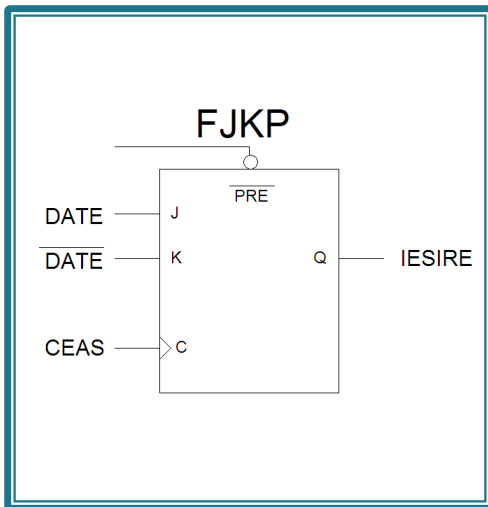 FJKP
PRE
DATE J
DATE K Q IESIRE
CEAS C